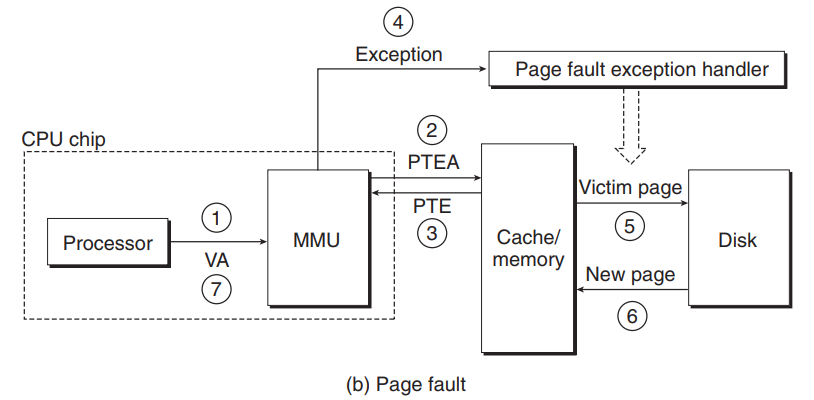 ④
Exception
Page fault exception handler
CPU chip
②
PTEA
PTE
③
①
Processor
VA
⑦
MMU
Cache/
memory
Victim page
⑤
New page
⑥
Disk
(b) Page fault